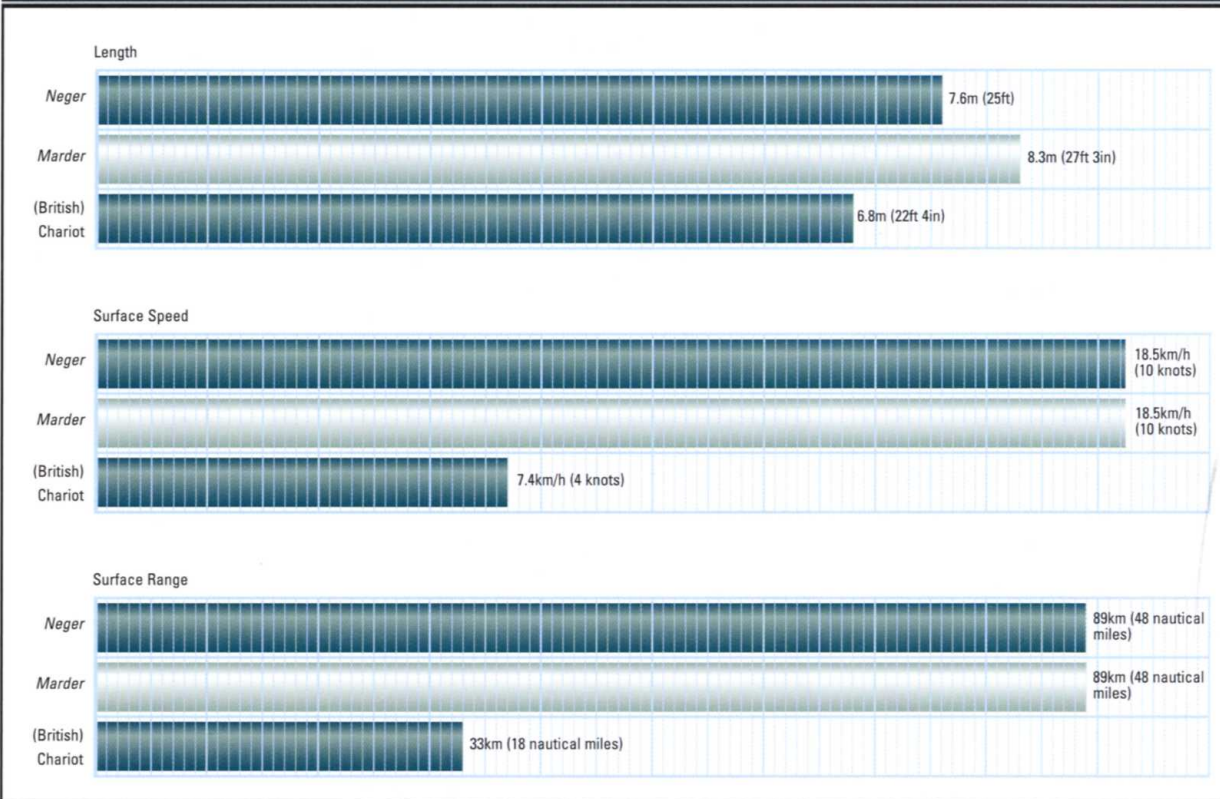 Length
Neger
7.6m (25ft)
Marder
8.3m (27ft 3in)
(British)
Chariot
6.8m (22ft 4in)
Surface Speed
Neger
18.5km/h
(10 knots)
Marder
18.5km/h
(10 knots)
(British)
Chariot
7.4km/h (4 knots)
Surface Range
Neger
89km (48 nautical
miles)
Marder
89km (48 nautical
miles)
(British)
Chariot
33km (18 nautical miles)